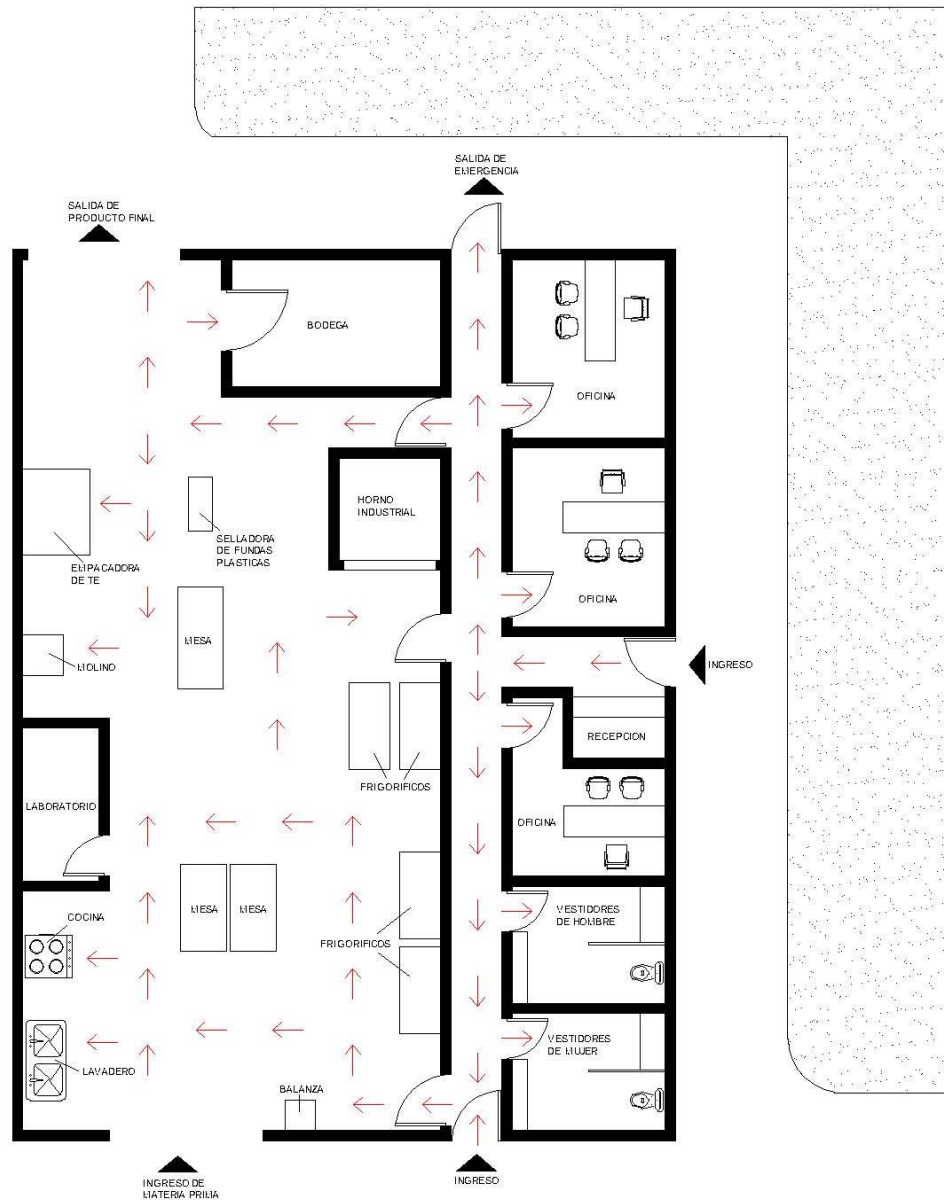 SALIDA DE
EMERGENCIA
SALIDA DE
PRODUCTO FINAL
BODEGA
OFICINA
HORNO
INDUSTRIAL
SELLADORA
DE FUNDAS
PLASTICAS
EMPACADORA
DE TE
OFICINA
MESA
MOLINO
INGRESO
RECEPCION
FRIGORIFICOS
LABORATORIO
OFICINA
COCINA
MESA
MESA
VESTIDORES
DE HOMBRE
FRIGORIFICOS
VESTIDORES
DE MUJER
LAVADERO
BALANZA
INGRESO DE
MATERIA PRIMA
INGRESO